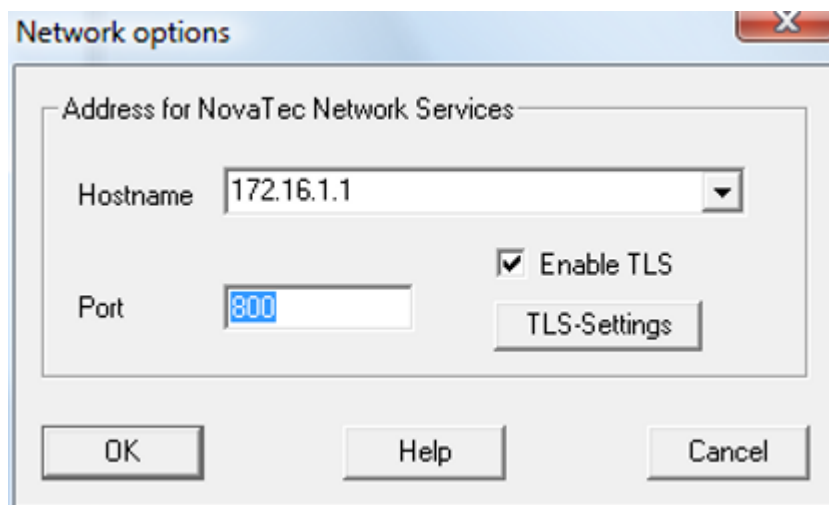 Network options
Address for NovaTec Network Services
Hostname 172.16.1.1
Enable TLS
Port 800
TLS-Settings
OK Help Cancel